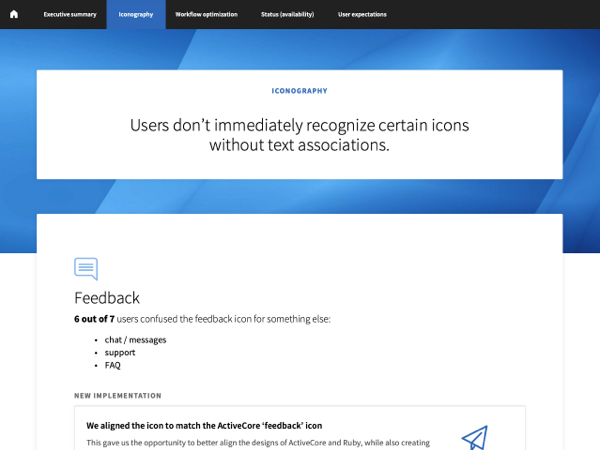 Executive summary
Iconography
Workflow optimization
Status (availability)
User expectations
ICONOGRAPHY
Users don’t immediately recognize certain icons
without text associations.
Feedback
6 out of 7 users confused the feedback icon for something else:
• chat / messages
• support
• FAQ
NEW IMPLEMENTATION
We aligned the icon to match the ActiveCore ‘feedback’ icon
This gave us the opportunity to better align the designs of ActiveCore and Ruby, while also creating